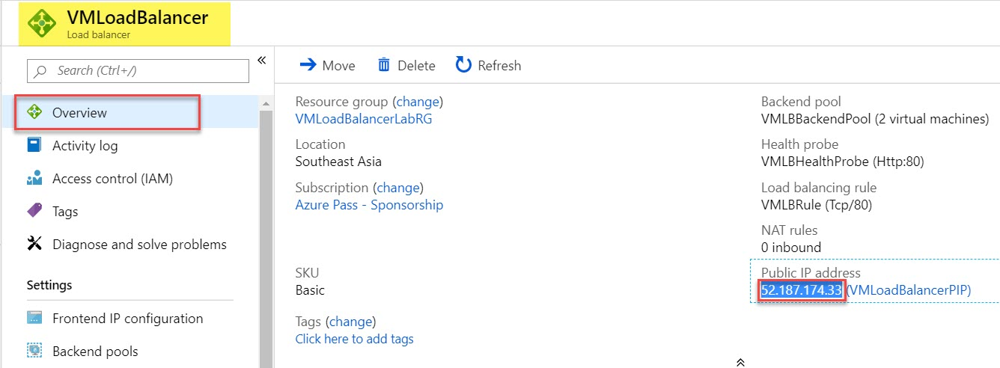 VMLoadBalancer
Load balancer
Search (Ctrl+/)
Overview
Activity log
Access control (IAM)
Tags
Diagnose and solve problems
Settings
Frontend IP configuration
Backend pools
Move
Delete
Refresh
Resource group (change)
VMLoadBalancerLabRG
Location
Southeast Asia
Subscription (change)
Azure Pass - Sponsorship
SKU
Basic
Tags (change)
Click here to add tags
Backend pool
VMLBBackendPool (2 virtual machines)
Health probe
VMLBHealthProbe (Http:80)
Load balancing rule
VMLBRule (Tcp/80)
NAT rules
0 inbound
Public IP address
52.187.174.33 (VMLoadBalancerPIP)